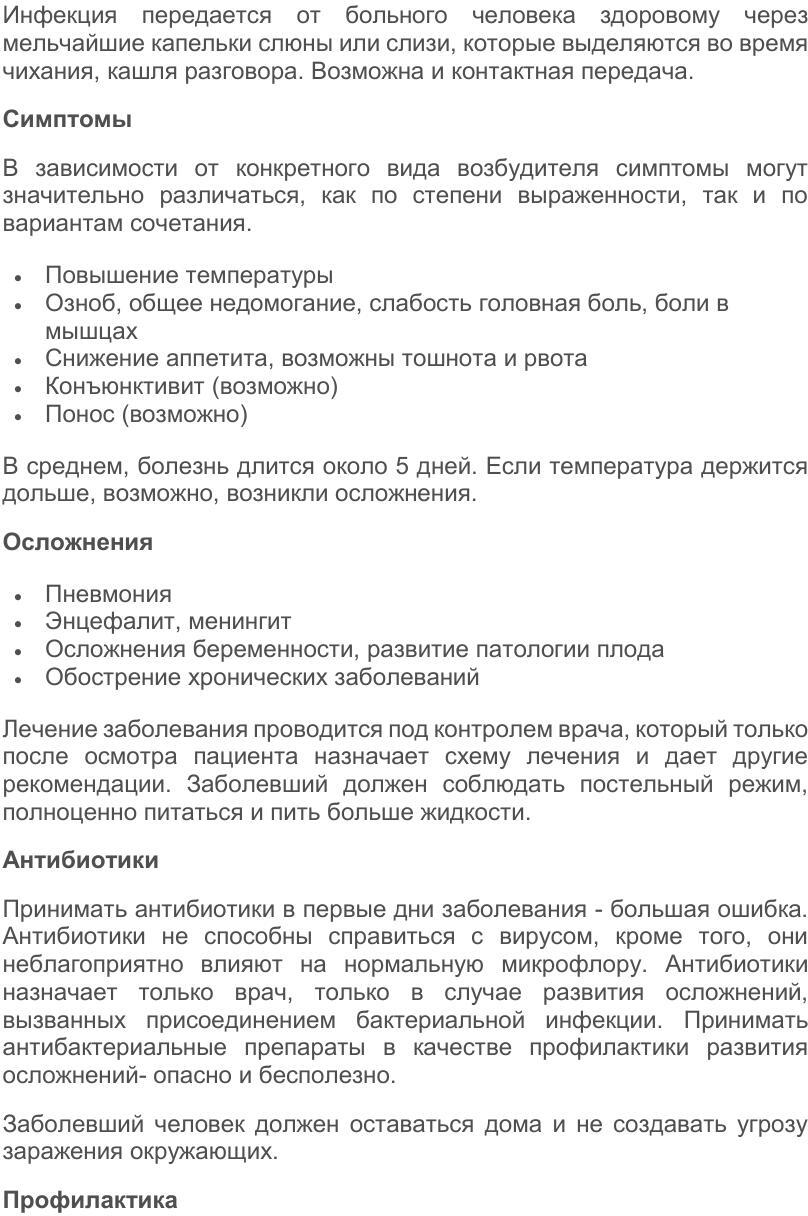 Инфекция передается от больного человека здоровому через
мельчайшие капельки слюны или слизи, которые выделяются во время
чихания, кашля разговора. Возможна и контактная передача.
Симптомы
В зависимости от конкретного вида возбудителя симптомы могут
значительно различаться, как по степени выраженности, так и по
вариантам сочетания.
• Повышение температуры
• Озноб, общее недомогание, слабость головная боль, боли в
мышцах
• Снижение аппетита, возможны тошнота и рвота
• Конъюнктивит (возможно)
• Понос (возможно)
В среднем, болезнь длится около 5 дней. Если температура держится
дольше, возможно, возникли осложнения.
Осложнения
• Пневмония
• Энцефалит, менингит
• Осложнения беременности, развитие патологии плода
• Обострение хронических заболеваний
Лечение заболевания проводится под контролем врача, который только
после осмотра пациента назначает схему лечения и дает другие
рекомендации. Заболевший должен соблюдать постельный режим,
полноценно питаться и пить больше жидкости.
Антибиотики
Принимать антибиотики в первые дни заболевания - большая ошибка.
Антибиотики не способны справиться с вирусом, кроме того, они
неблагоприятно влияют на нормальную микрофлору. Антибиотики
назначает только врач, только в случае развития осложнений,
вызванных присоединением бактериальной инфекции. Принимать
антибактериальные препараты в качестве профилактики развития
осложнений- опасно и бесполезно.
Заболевший человек должен оставаться дома и не создавать угрозу
заражения окружающих.
Профилактика